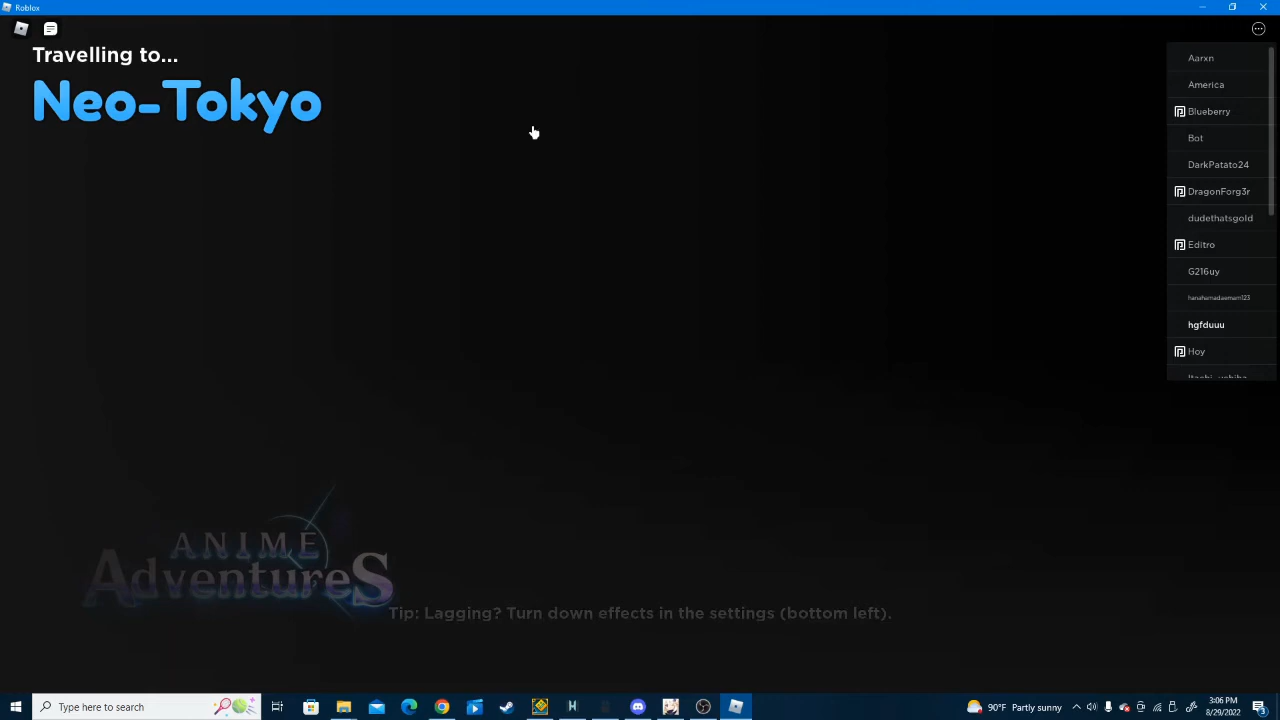 Roblox
Travelling to...
Neo-Tokyo
Aarxn
America
Blueberry
Bot
DarkPatato24
DragonForg3r
dudethatsgold
Editro
G216uy
hgfduuu
Hoy
ANIME
AdventureS
Tip: Lagging? Turn down effects in the settings (bottom left).
Type here to search
90°F Partly sunny
3:06 PM
8/29/2022